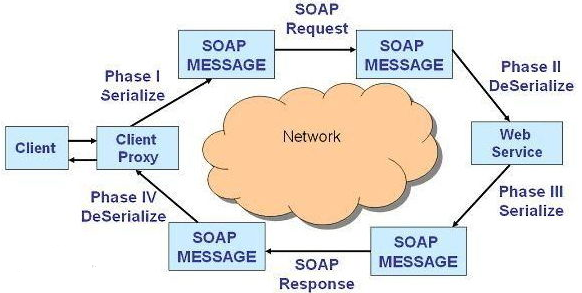 SOAP
Request
SOAP
MESSAGE
SOAP
MESSAGE
Phase I
Serialize
Phase II
DeSerialize
Network
Client
Client
Proxy
Web
Service
Phase IV
DeSerialize
Phase III
Serialize
SOAP
MESSAGE
SOAP
MESSAGE
SOAP
Response